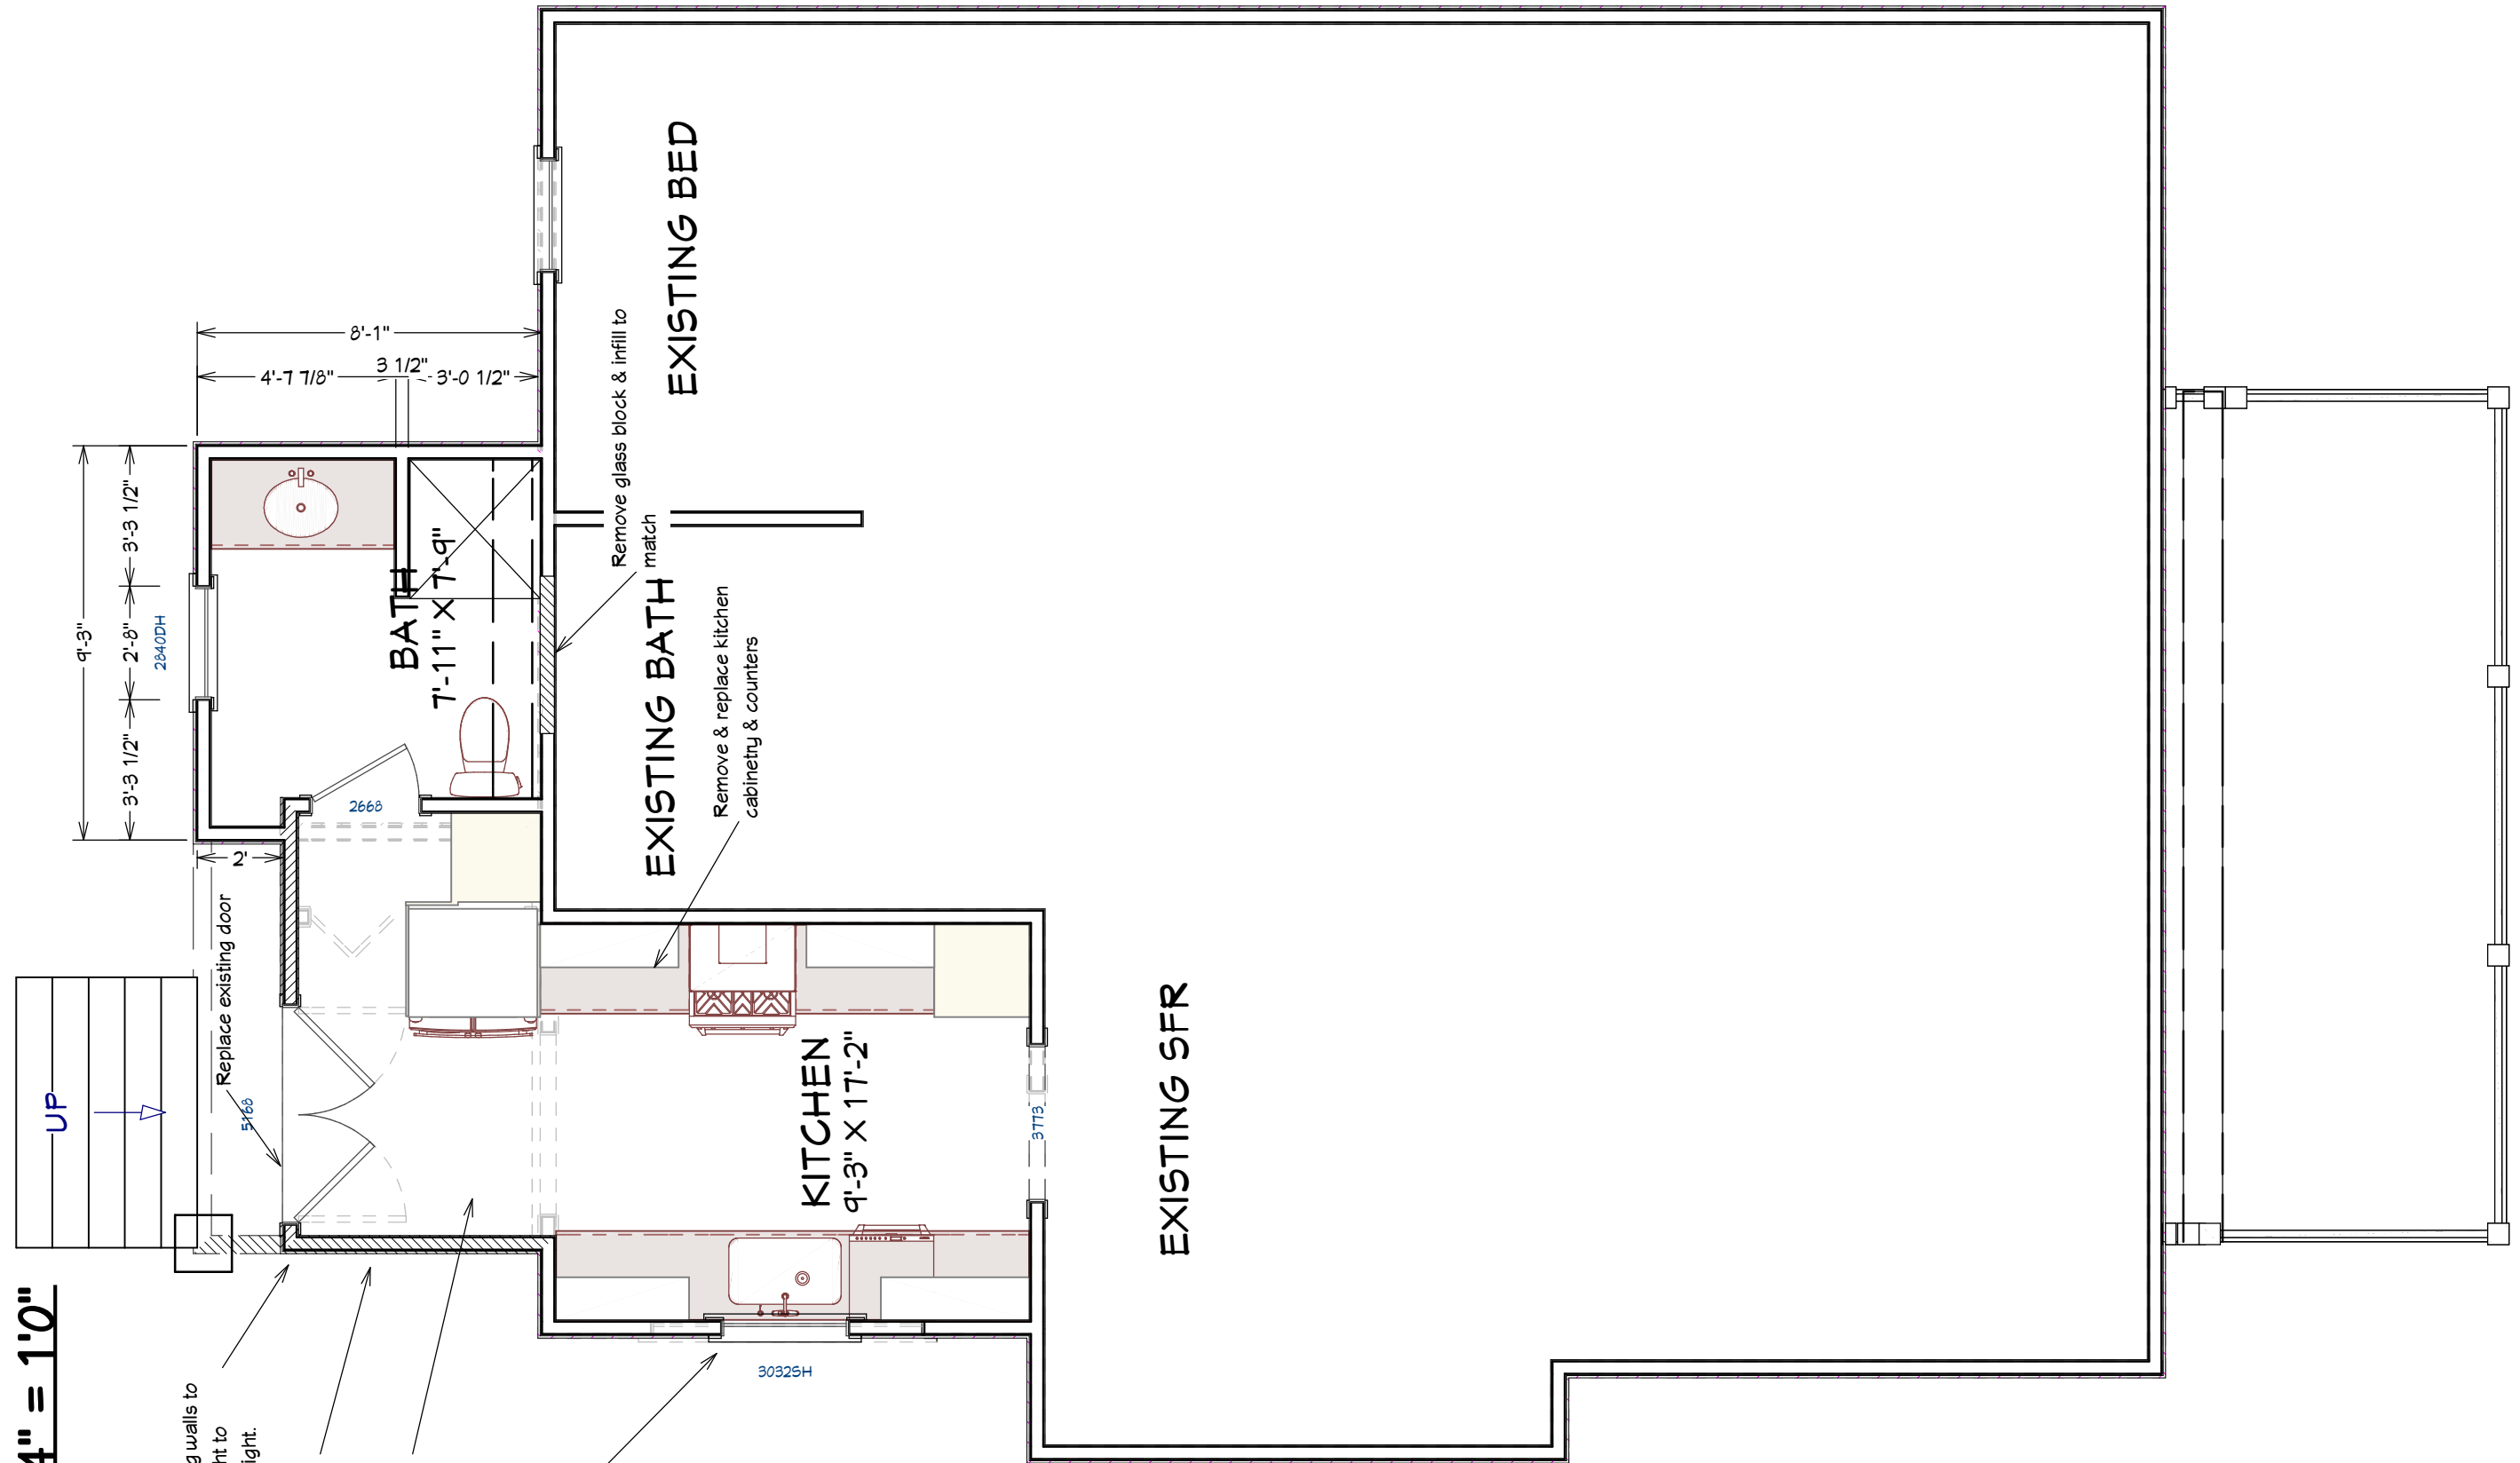 4" = 1'0"
UP
9'-3"
3'-3 1/2"
2'-8"
3'-3 1/2"
2840DH
8'-1"
4'-7 7/8"
3 1/2"
3'-0 1/2"
2'
BATH
7'-11" X 7'-9"
2668
Replace existing door
5168
EXISTING BED
Remove glass block & infill to
match
EXISTING BATH
Remove & replace kitchen
cabinetry & counters
KITCHEN
9'-3" X 17'-2"
3773
3032SH
EXISTING SFR
walls to
to